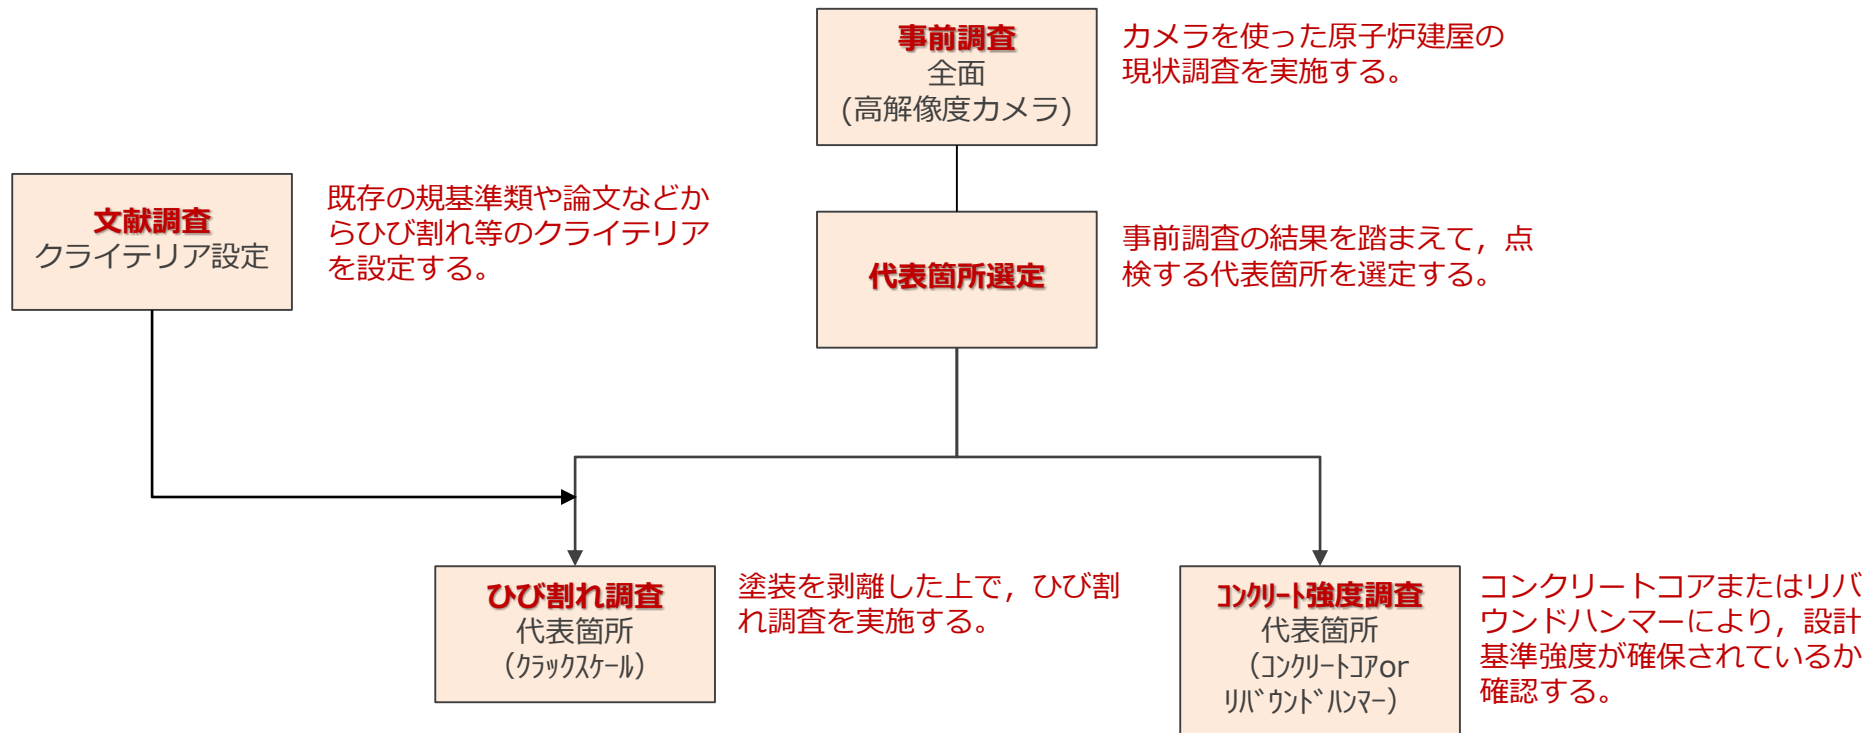 事前調査
全面
(高解像度カメラ)
カメラを使った原子炉建屋の
現状調査を実施する。
文献調査
クライテリア設定
既存の規基準類や論文などか
らひび割れ等のクライテリア
を設定する。
代表箇所選定
事前調査の結果を踏まえて，点
検する代表箇所を選定する。
ひび割れ調査
代表箇所
(ｸﾗｯｸｽｹｰﾙ)
塗装を剥離した上で，ひび割
れ調査を実施する。
ｺﾝｸﾘｰﾄ強度調査
代表箇所
(ｺﾝｸﾘｰﾄｺｱor
ﾘﾊﾞｳﾝﾄﾞﾊﾝﾏｰ)
コンクリートコアまたはリバ
ウンドハンマーにより，設計
基準強度が確保されているか
確認する。